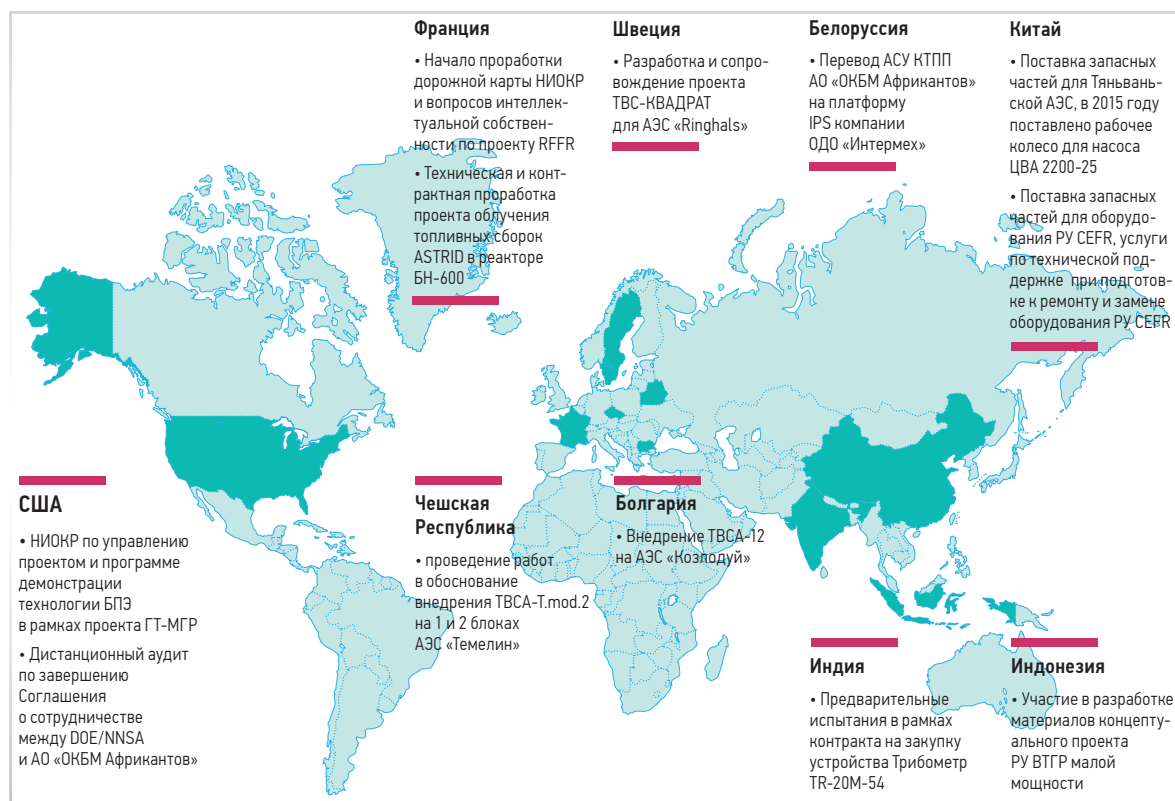 Франция
• Начало проработки
дорожной карты НИОКР
и вопросов интеллек-
туальной собствен-
ности по проекту RFFR
• Техническая и конт-
рактная проработка
проекта облучения
топливных сборок
ASTRID в реакторе
БН-600
Швеция
• Разработка и сопро-
вождение проекта
ТВС-КВАДРАТ
для АЭС «Ringhals»
Белоруссия
• Перевод АСУ КТПП
АО «ОКБМ Африкантов»
на платформу
IPS компании
ОДО «Интермех»
Китай
• Поставка запасных
частей для Тяньвань-
ской АЭС, в 2015 году
поставлено рабочее
колесо для насоса
ЦВА 2200-25
• Поставка запасных
частей для оборудо-
вания РУ CEFR, услуги
по технической под-
держке при подготов-
ке к ремонту и замене
оборудования РУ CEFR
США
• НИОКР по управлению
проектом и программе
демонстрации
технологии БПЭ
в рамках проекта ГТ-МГР
• Дистанционный аудит
по завершению
Соглашения
о сотрудничестве
между DOE/NNSA
и АО «ОКБМ Африкантов»
Чешская
Республика
• проведение работ
в обоснование
внедрения ТВСА-Т.mod.2
на 1 и 2 блоках
АЭС «Темелин»
Болгария
• Внедрение ТВСА-12
на АЭС «Козлодуй»
Индия
• Предварительные
испытания в рамках
контракта на закупку
устройства Трибометр
TR-20M-54
Индонезия
• Участие в разработке
материалов концепту-
ального проекта
РУ ВТГР малой
мощности